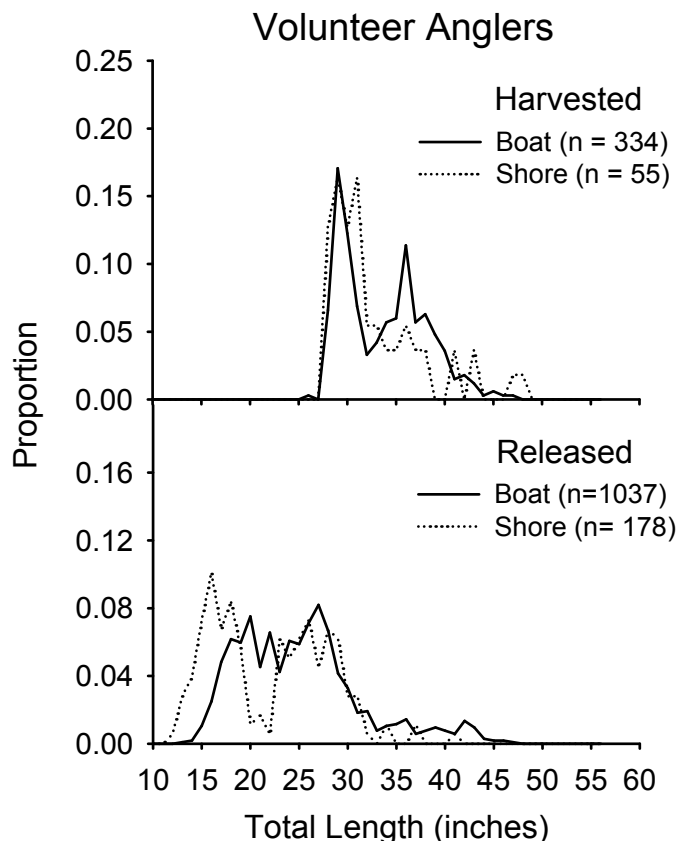 Volunteer Anglers
0.25
Harvested
0.20
Boat (n = 334)
Shore (n = 55)
0.15
0.10
0.05
0.00
Proportion
Released
0.16
Boat (n=1037)
Shore (n= 178)
0.12
0.08
0.04
0.00
10 15 20 25 30 35 40 45 50 55 60
Total Length (inches)